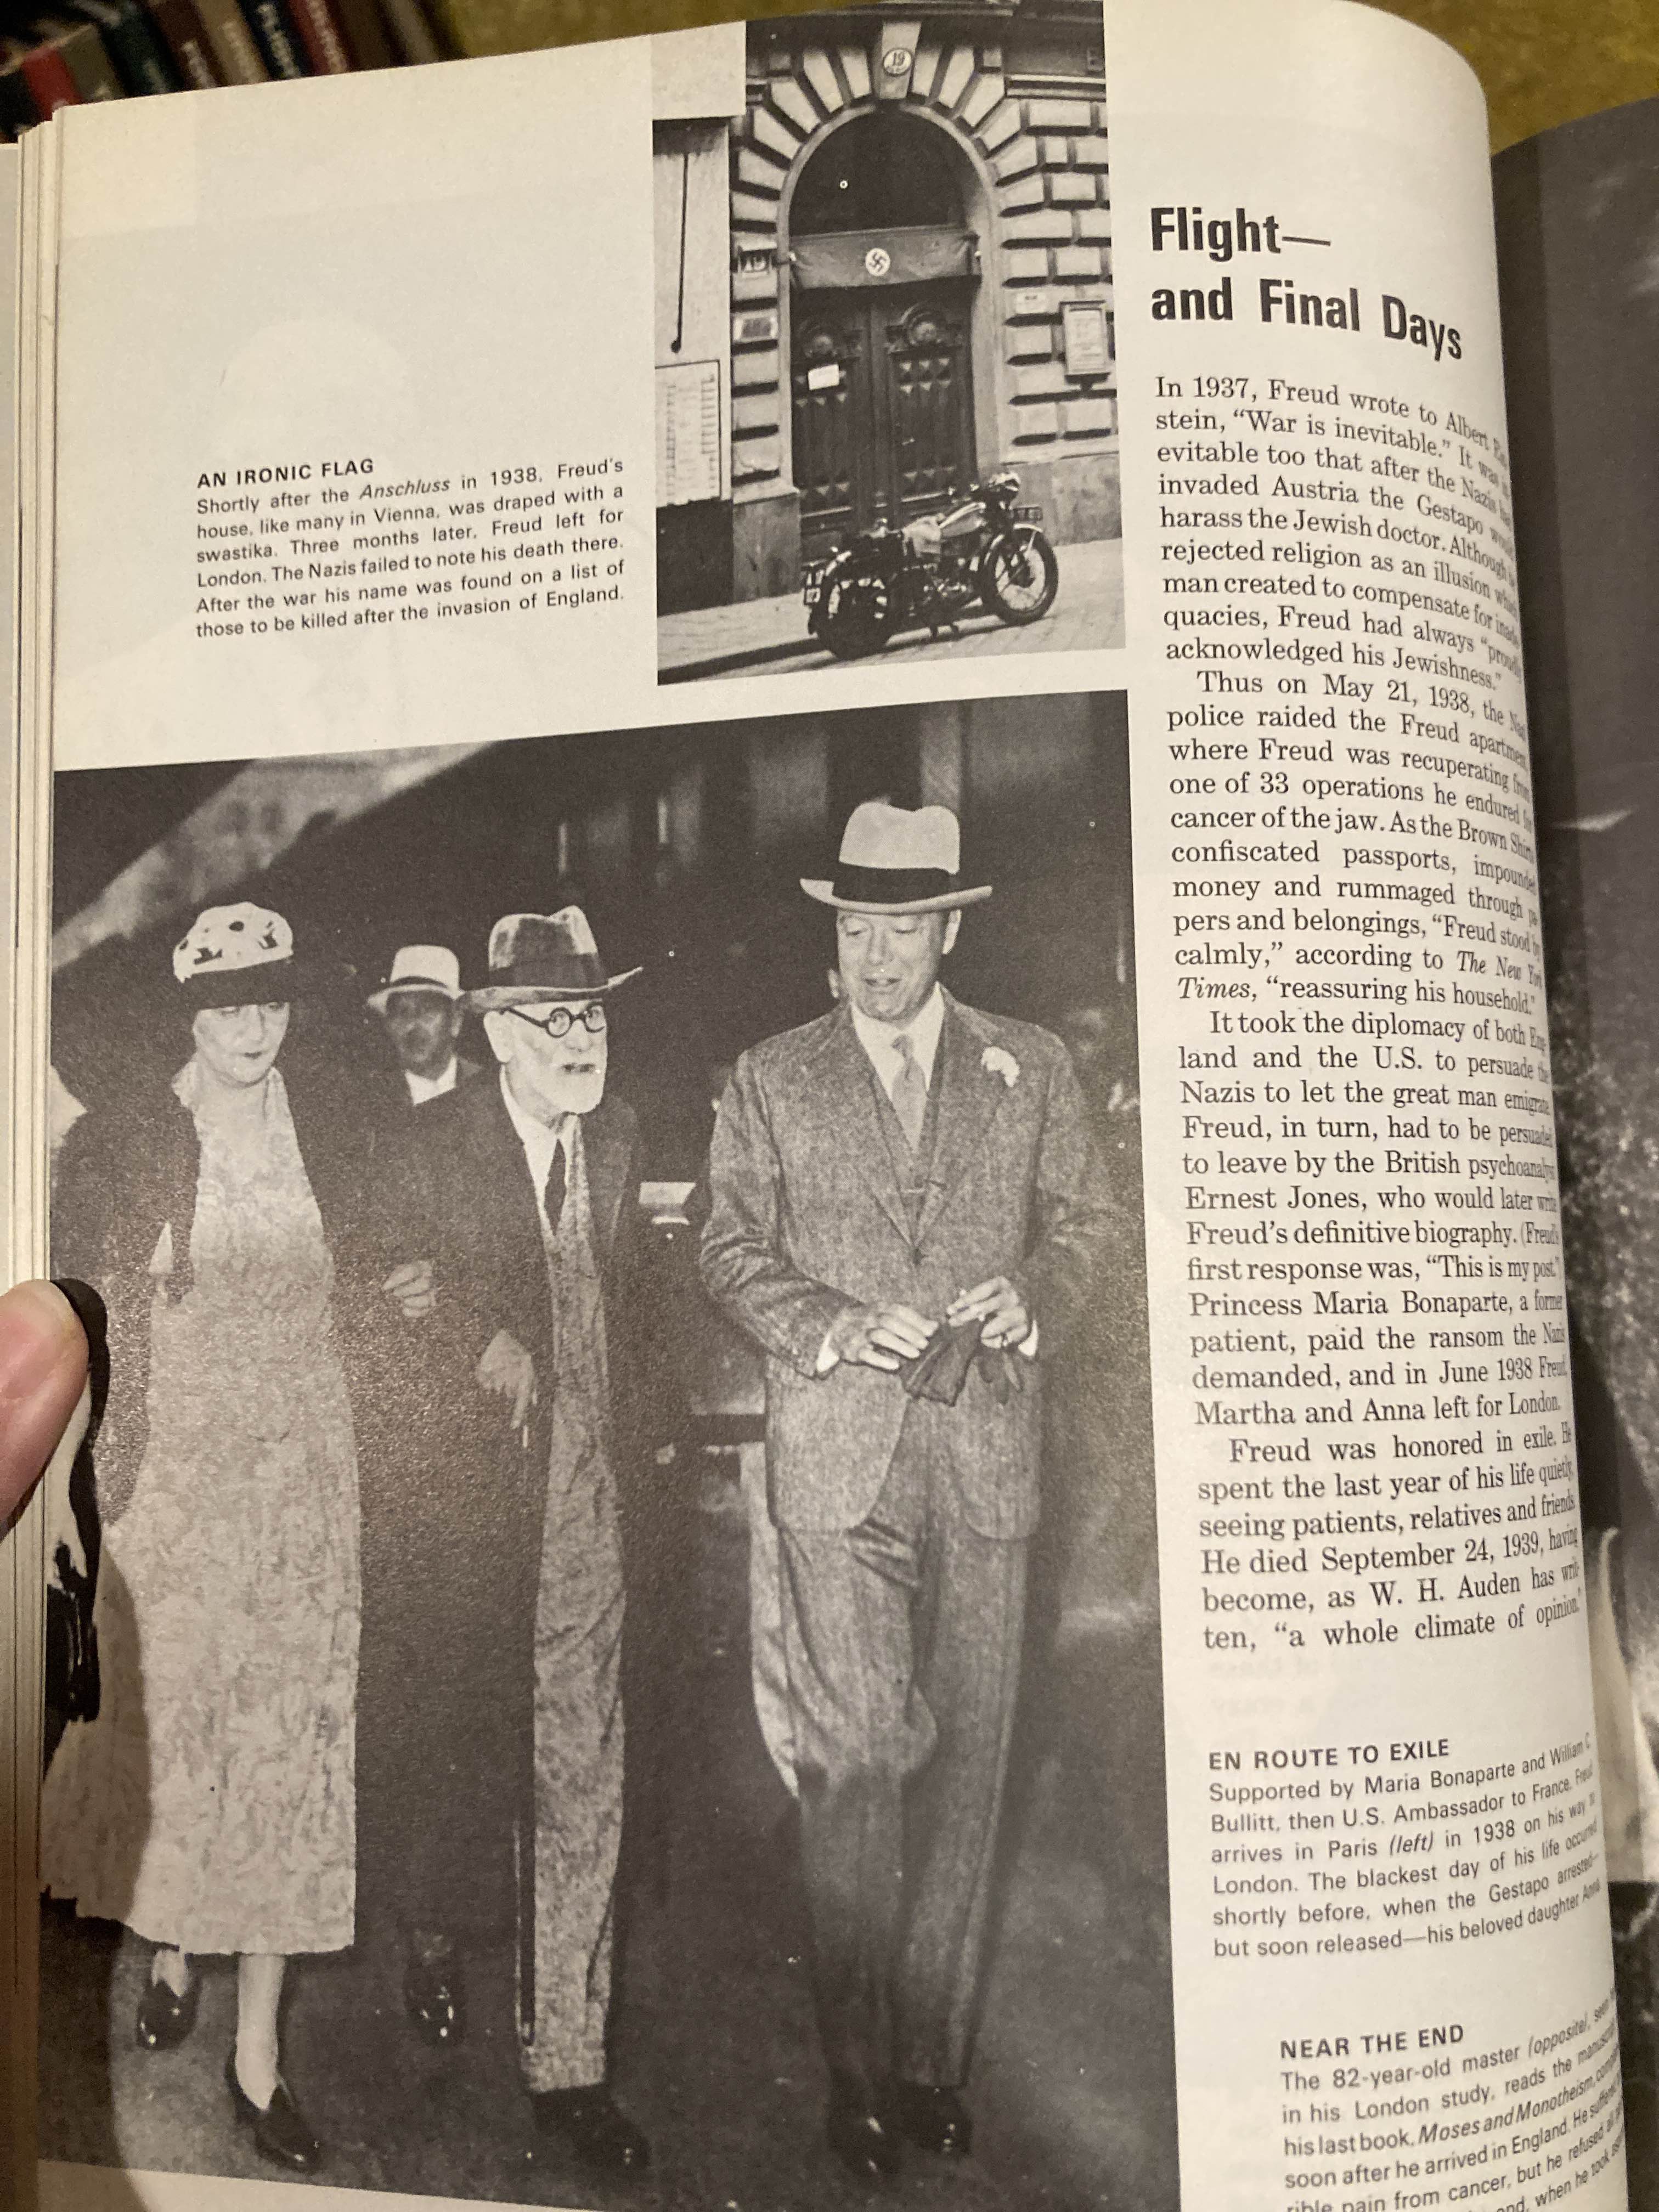 19
AN IRONIC FLAG
Shortly after the Anschluss in 1938, Freud's
house, like many in Vienna, was draped with a
swastika. Three months later, Freud left for
London. The Nazis failed to note his death there.
After the war his name was found on a list of
those to be killed after the invasion of England.
Flight—
and Final Days
In 1937, Freud wrote to Albert
stein, “War is inevitable.” It was
evitable too that after the Nazis
invaded Austria the Gestapo
harass the Jewish doctor. Although
rejected religion as an illusion
man created to compensate for
quacies, Freud had always
acknowledged his Jewishness.”
Thus on May 21, 1938, the
police raided the Freud
where Freud was recuperating
one of 33 operations he endured
cancer of the jaw. As the Brown
confiscated passports,
money and rummaged through
pers and belongings, “Freud stood
calmly,” according to The New
Times, “reassuring his household.”
It took the diplomacy of both
land and the U.S. to persuade
Nazis to let the great man
Freud, in turn, had to be
to leave by the British
Ernest Jones, who would later
Freud's definitive biography.
first response was, “This is my post.”
Princess Maria Bonaparte, a former
patient, paid the ransom the
demanded, and in June 1938
Martha and Anna left for London.
Freud was honored in exile. He
spent the last year of his life quietly,
seeing patients, relatives and friends.
He died September 24, 1939, having
become, as W. H. Auden has
ten, “a whole climate of opinion.”
EN ROUTE TO EXILE
Supported by Maria Bonaparte and William C.
Bullitt, then U.S. Ambassador to France, Freud
arrives in Paris (left) in 1938 on his way to
London. The blackest day of his life occurred
shortly before, when the Gestapo arrested—
but soon released—his beloved daughter Anna.
NEAR THE END
The 82-year-old master (opposite),
in his London study, reads the
his last book, Moses and Monotheism,
soon after he arrived in England. He
pain from cancer, but he refused
when he took